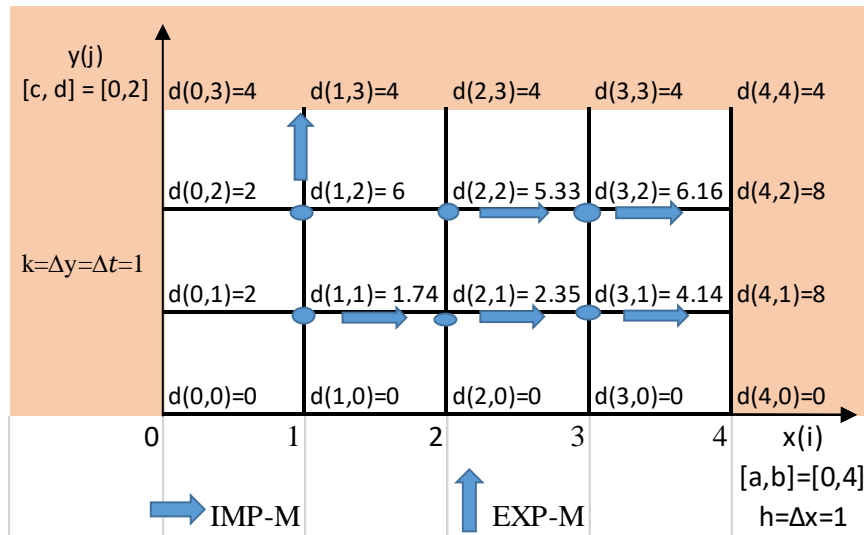 y(j)
[c, d] = [0,2]
d(0,3)=4 d(1,3)=4 d(2,3)=4 d(3,3)=4 d(4,4)=4
d(0,2)=2 d(1,2)= 6 d(2,2)= 5.33 d(3,2)= 6.16 d(4,2)=8
k=Δy=Δt=1
d(0,1)=2 d(1,1)= 1.74 d(2,1)= 2.35 d(3,1)= 4.14 d(4,1)=8
d(0,0)=0 d(1,0)=0 d(2,0)=0 d(3,0)=0 d(4,0)=0
0 1 2 3 4 x(i)
[a,b]=[0,4]
IMP-M EXP-M h=Δx=1